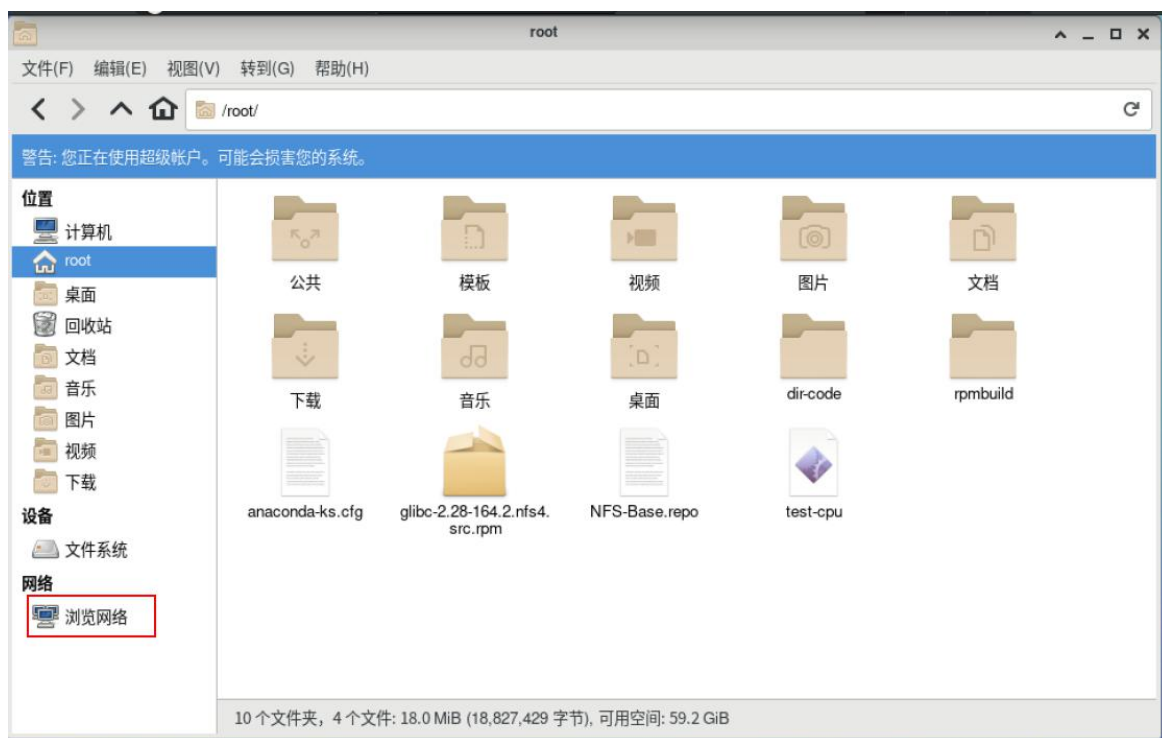 root
文件(F) 编辑(E) 视图(V) 转到(G) 帮助(H)
/root/
警告: 您正在使用超级帐户。可能会损害您的系统。
位置
计算机
root
桌面
回收站
文档
音乐
图片
视频
下载
设备
文件系统
网络
浏览网络
公共 模板 视频 图片 文档
下载 音乐 桌面 dir-code rpmbuild
anaconda-ks.cfg glibc-2.28-164.2.nfs4. NFS-Base.repo test-cpu
src.rpm
10 个文件夹，4 个文件: 18.0 MiB (18,827,429 字节), 可用空间: 59.2 GiB